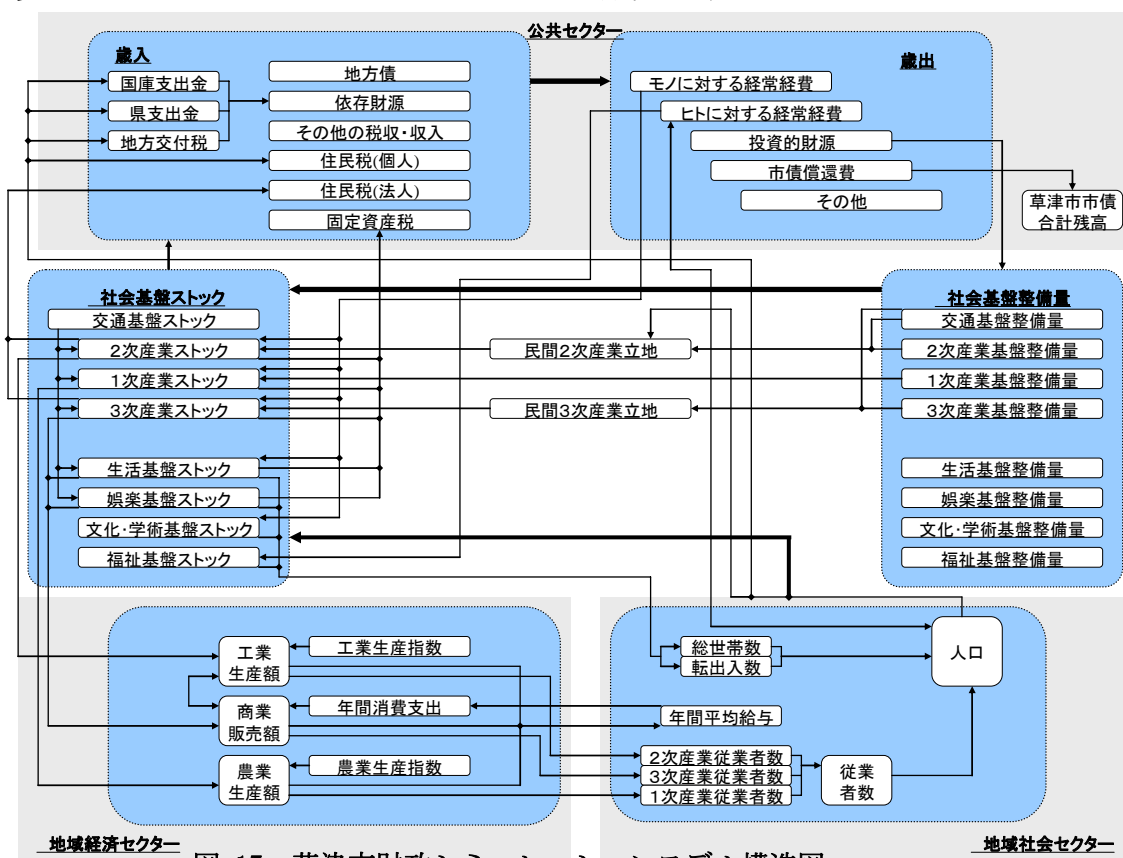 公共セクター
歳入
国庫支出金
県支出金
地方交付税
地方債
依存財源
その他の税収・収入
住民税(個人)
住民税(法人)
固定資産税
歳出
モノに対する経常経費
ヒトに対する経常経費
投資的財源
市債償還費
その他
草津市市債
合計残高
社会基盤ストック
交通基盤ストック
2次産業ストック
1次産業ストック
3次産業ストック
生活基盤ストック
娯楽基盤ストック
文化・学術基盤ストック
福祉基盤ストック
民間2次産業立地
民間3次産業立地
社会基盤整備量
交通基盤整備量
2次産業基盤整備量
1次産業基盤整備量
3次産業基盤整備量
生活基盤整備量
娯楽基盤整備量
文化・学術基盤整備量
福祉基盤整備量
工業
生産額
工業生産指数
商業
販売額
年間消費支出
農業
生産額
農業生産指数
地域経済セクター
総世帯数
転出入数
人口
年間平均給与
2次産業従業者数
3次産業従業者数
1次産業従業者数
従業
者数
地域社会セクター